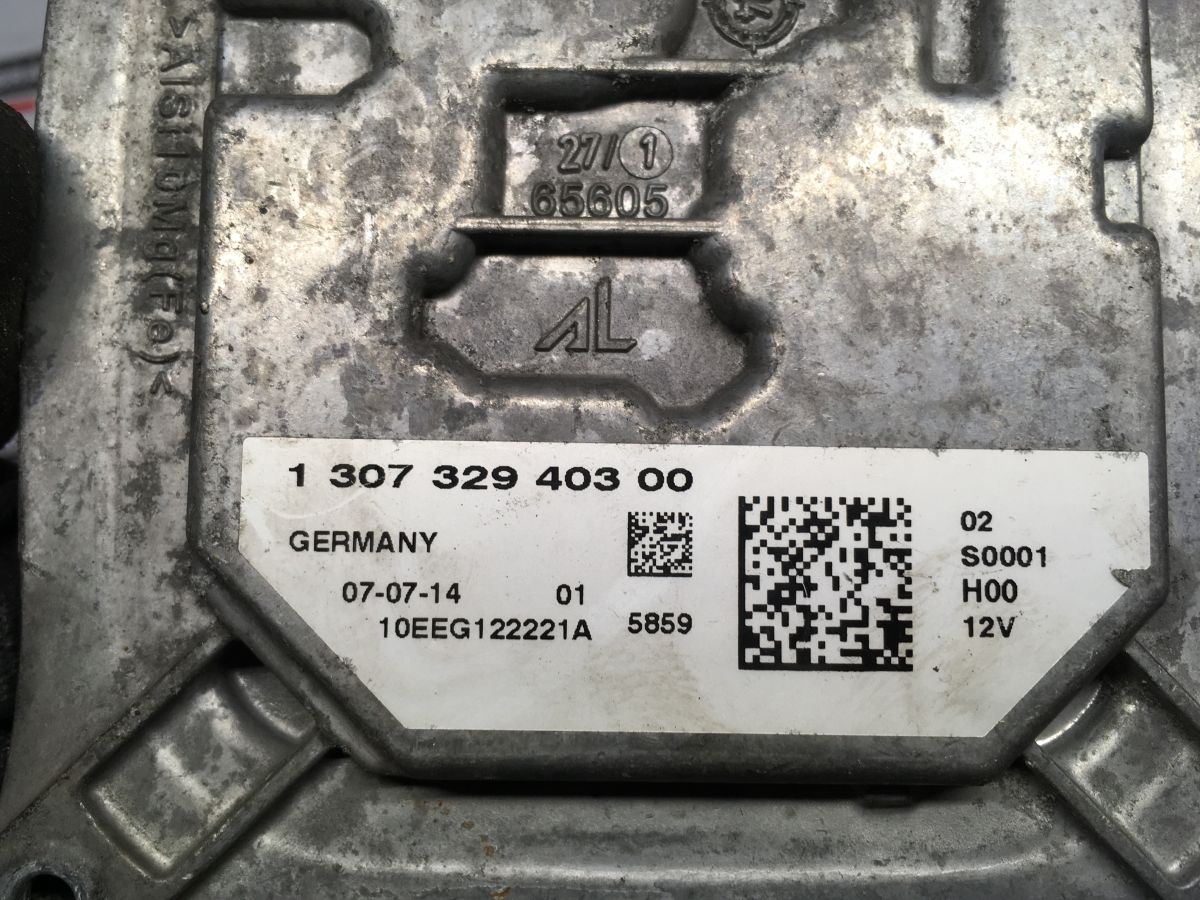 >AlSi10Mg(Fe)<
27/1
65605
AL
1 307 329 403 00
GERMANY
07-07-14 01
10EEG122221A 5859
02
S0001
H00
12V